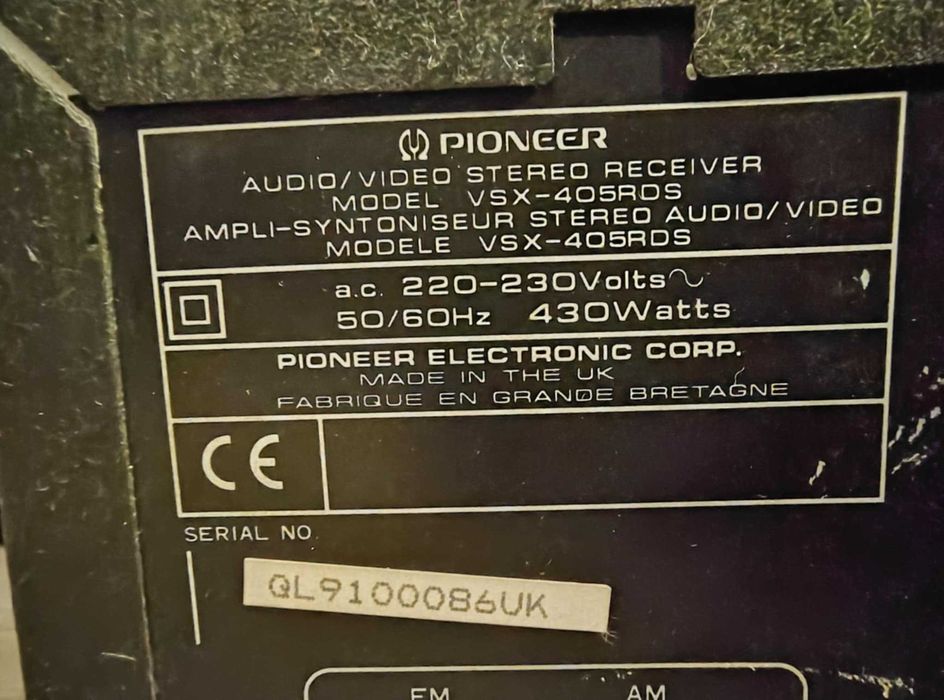 PIONEER
AUDIO/VIDEO STEREO RECEIVER
MODEL VSX-405RDS
AMPLI-SYNTONISEUR STEREO AUDIO/VIDEO
MODELE VSX-405RDS
a.c. 220-230Volts~
50/60Hz 430Watts
PIONEER ELECTRONIC CORP.
MADE IN THE UK
FABRIQUE EN GRANDE BRETAGNE
CE
SERIAL NO.
QL9100086UK
FM AM